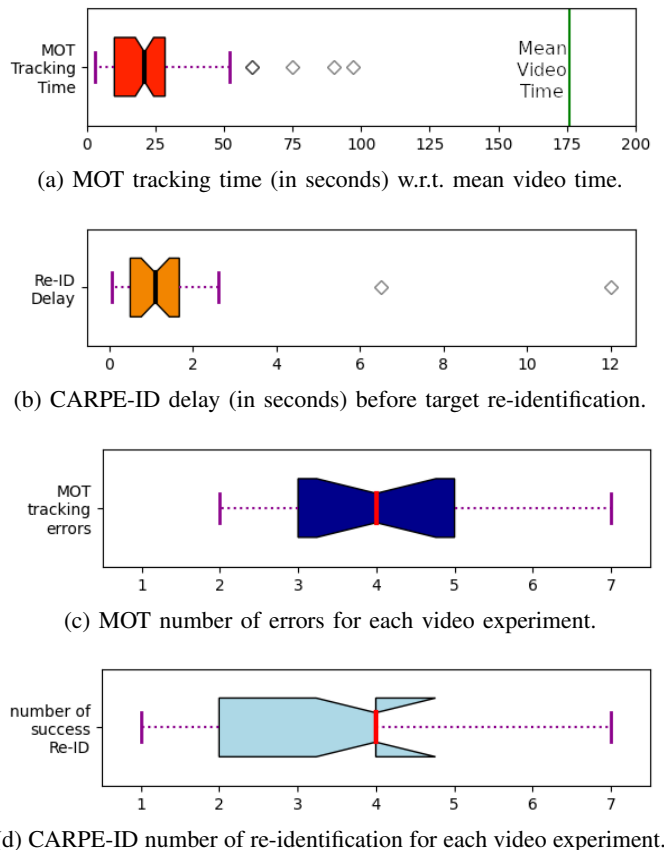 MOT
Tracking
Time
Mean
Video
Time
0 25 50 75 100 125 150 175 200
(a) MOT tracking time (in seconds) w.r.t. mean video time.
Re-ID
Delay
0 2 4 6 8 10 12
(b) CARPE-ID delay (in seconds) before target re-identification.
MOT
tracking
errors
1 2 3 4 5 6 7
(c) MOT number of errors for each video experiment.
number of
success
Re-ID
1 2 3 4 5 6 7
d) CARPE-ID number of re-identification for each video experiment.